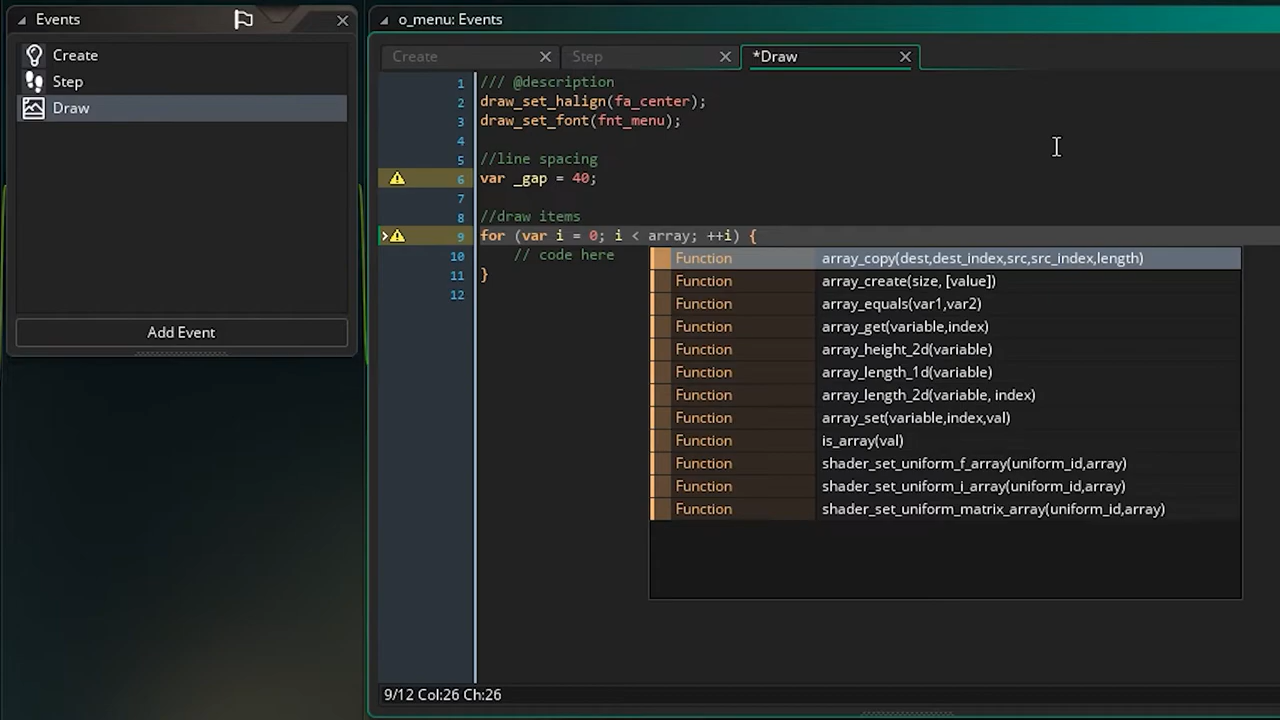 Events
Create
Step
Draw
Add Event
o_menu: Events
Create
Step
*Draw
1 /// @description
2 draw_set_halign(fa_center);
3 draw_set_font(fnt_menu);
4
5 //line spacing
6 var _gap = 40;
7
8 //draw items
9 for (var i = 0; i < array; ++i) {
10 // code here
11 }
12
Function array_copy(dest,dest_index,src,src_index,length)
Function array_create(size, [value])
Function array_equals(var1,var2)
Function array_get(variable,index)
Function array_height_2d(variable)
Function array_length_1d(variable)
Function array_length_2d(variable, index)
Function array_set(variable,index,val)
Function is_array(val)
Function shader_set_uniform_f_array(uniform_id,array)
Function shader_set_uniform_i_array(uniform_id,array)
Function shader_set_uniform_matrix_array(uniform_id,array)
9/12 Col:26 Ch:26